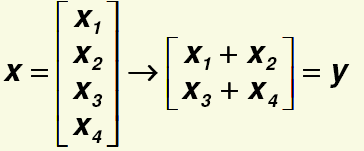 x = [x₁ x₂ x₃ x₄] → [x₁ + x₂ x₃ + x₄] = y